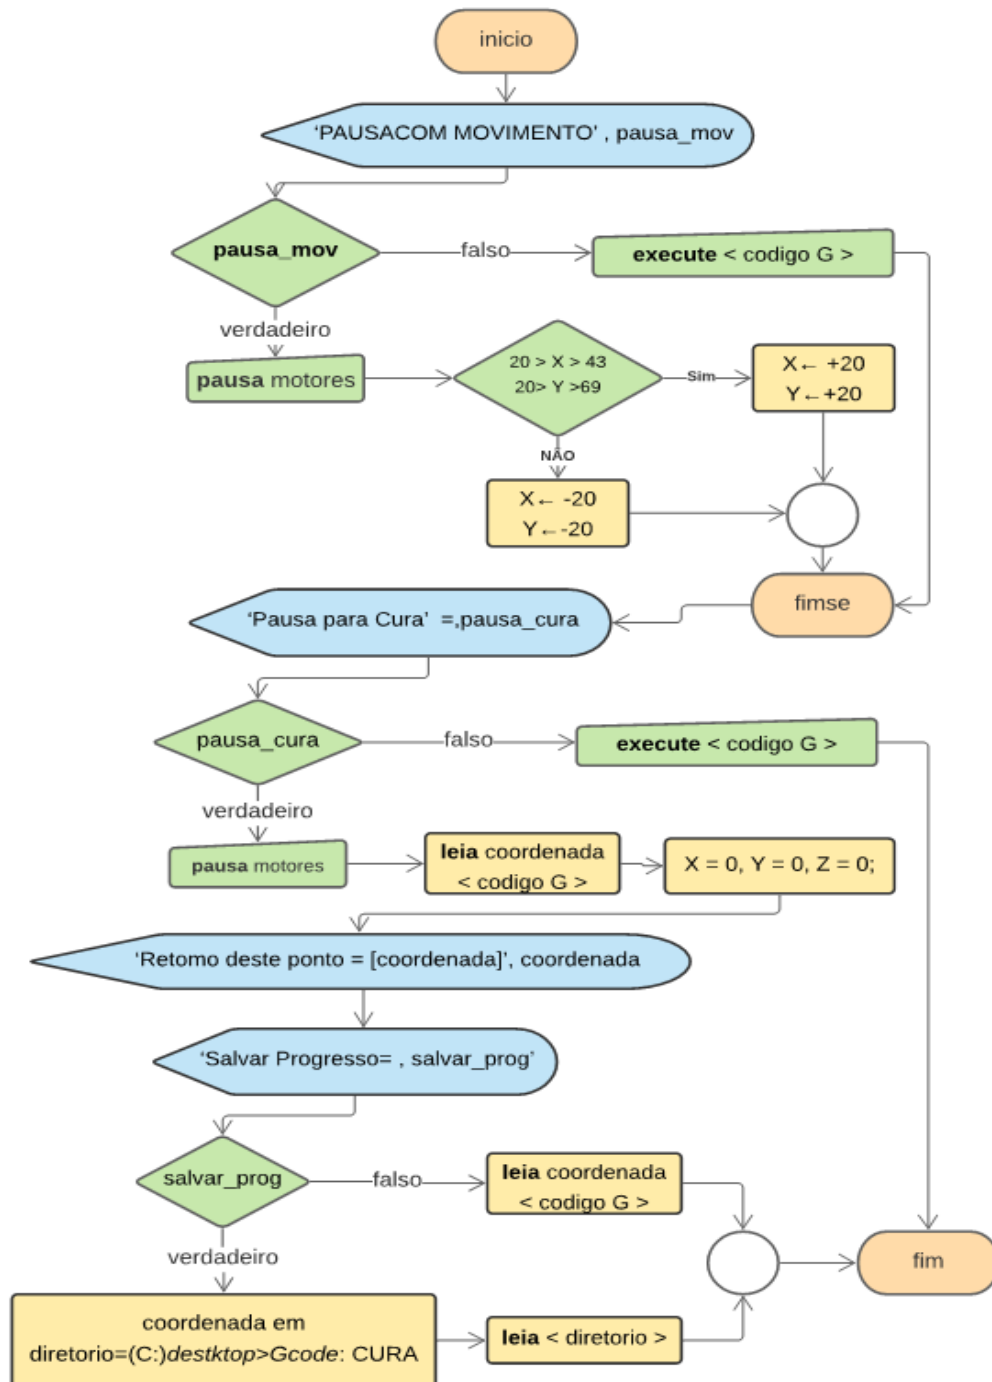 inicio
‘PAUSACOM MOVIMENTO’ , pausa_mov
pausa_mov
falso
execute < codigo G >
verdadeiro
pausa motores
20 > X > 43
20> Y >69
Sim
X← +20
Y←+20
NÃO
X← -20
Y←-20
fimse
‘Pausa para Cura’ =,pausa_cura
pausa_cura
falso
execute < codigo G >
verdadeiro
pausa motores
leia coordenada
< codigo G >
X = 0, Y = 0, Z = 0;
‘Retomo deste ponto = [coordenada]’, coordenada
‘Salvar Progresso= , salvar_prog’
salvar_prog
falso
leia coordenada
< codigo G >
verdadeiro
fim
coordenada em
diretorio=(C:)destktop>Gcode: CURA
leia < diretorio >